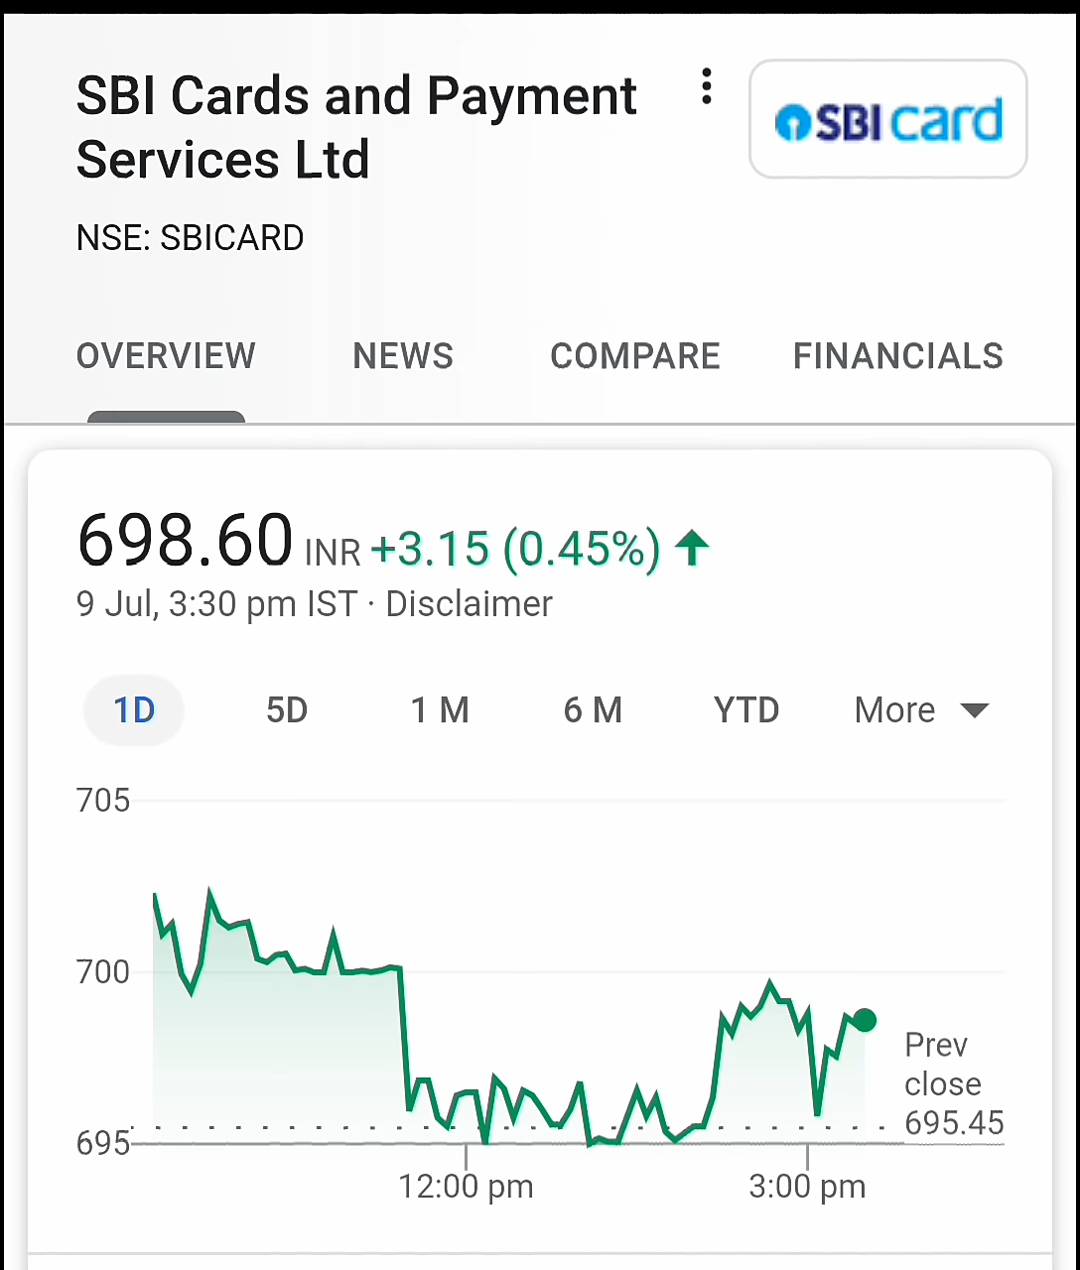 SBI Cards and Payment
Services Ltd
SBI card
NSE: SBICARD
OVERVIEW NEWS COMPARE FINANCIALS
698.60 INR +3.15 (0.45%) ↑
9 Jul, 3:30 pm IST · Disclaimer
1D 5D 1 M 6 M YTD More
705
700
695
Prev
close
695.45
12:00 pm 3:00 pm